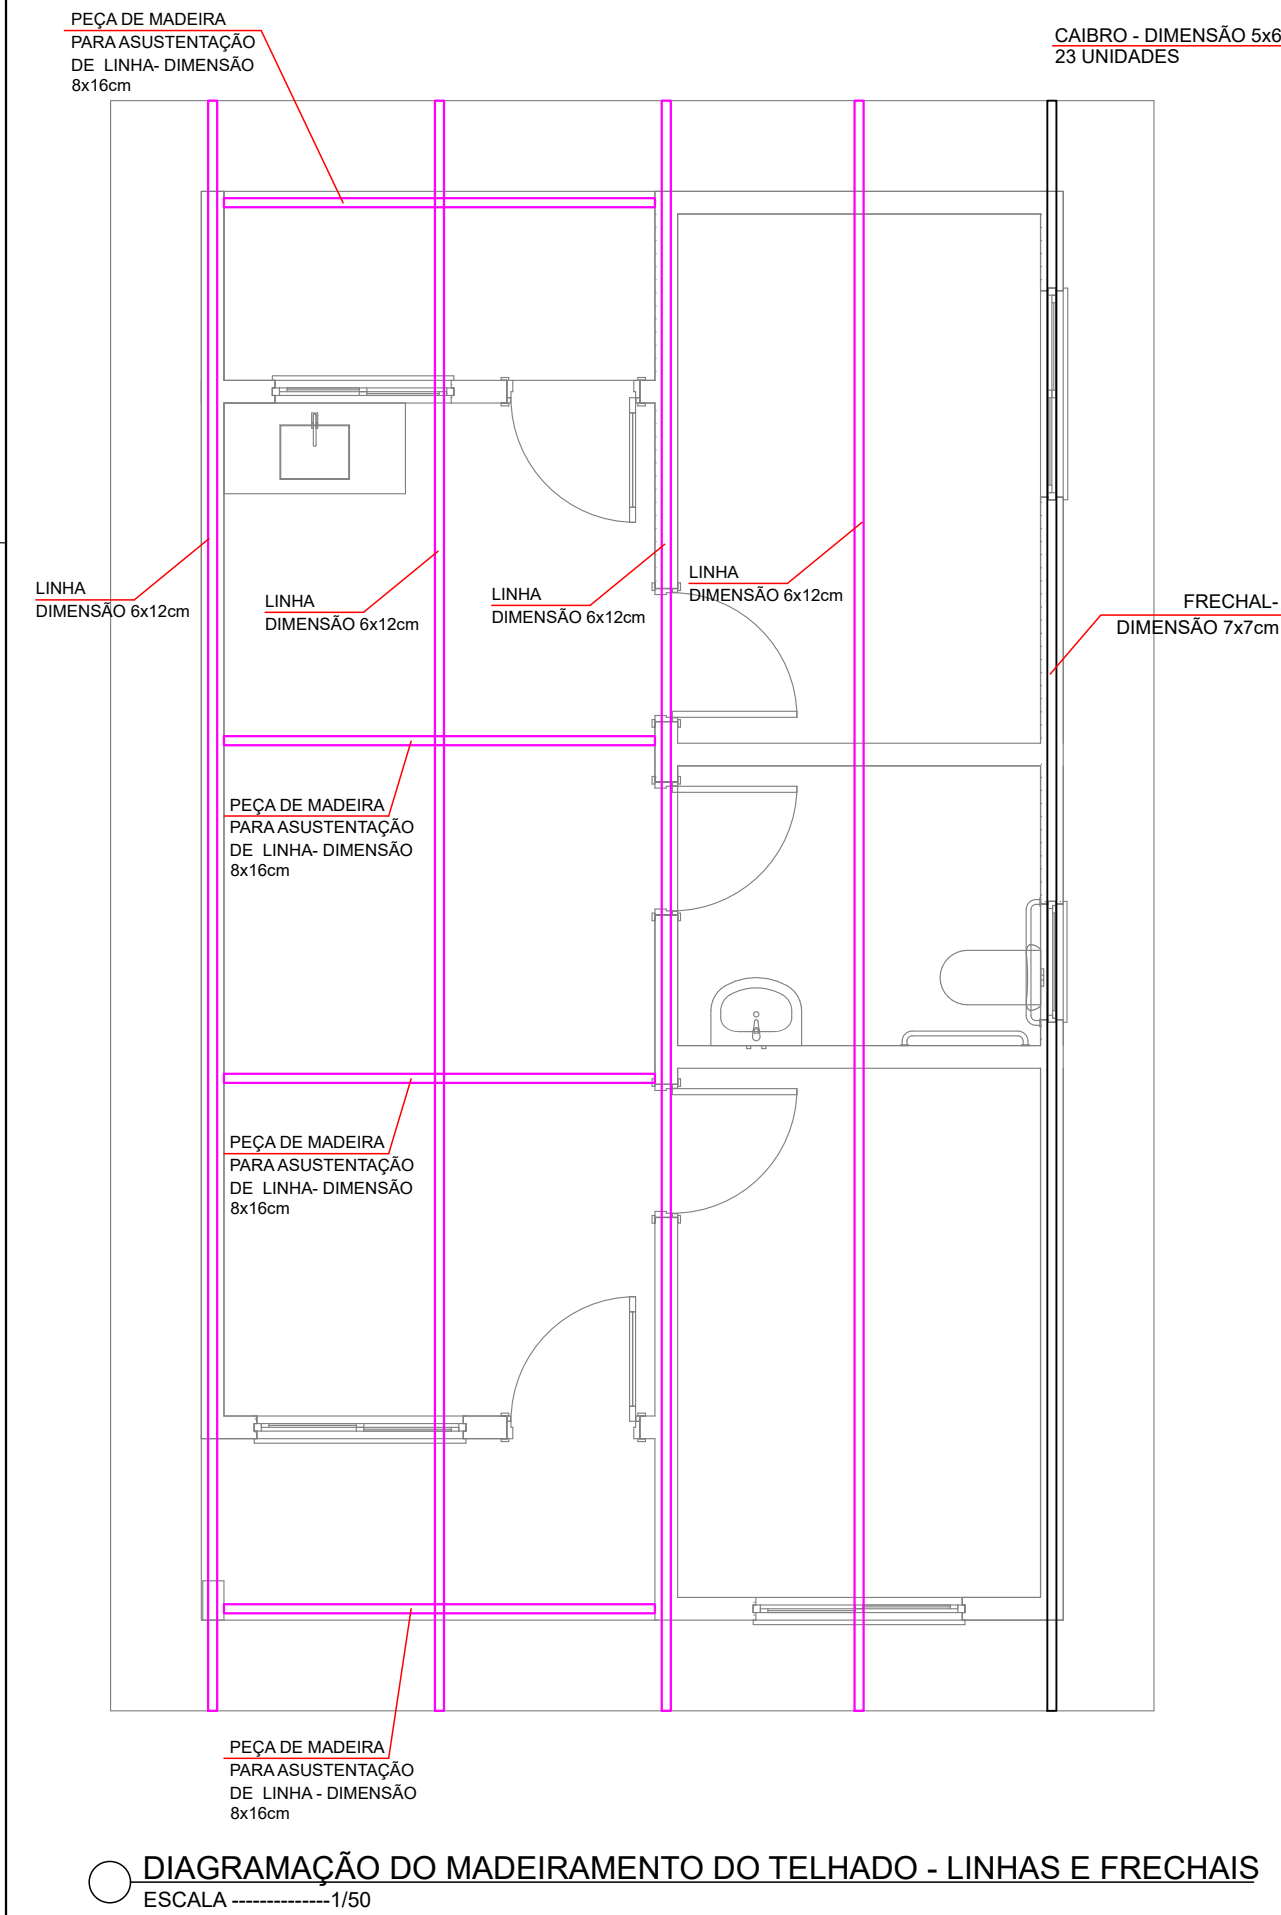 PEÇA DE MADEIRA
PARA ASUSTENTAÇÃO
DE LINHA- DIMENSÃO
8x16cm
CAIBRO - DIMENSÃO 5x6
23 UNIDADES
LINHA
DIMENSÃO 6x12cm
LINHA
DIMENSÃO 6x12cm
LINHA
DIMENSÃO 6x12cm
LINHA
DIMENSÃO 6x12cm
FRECHAL-
DIMENSÃO 7x7cm
PEÇA DE MADEIRA
PARA ASUSTENTAÇÃO
DE LINHA- DIMENSÃO
8x16cm
PEÇA DE MADEIRA
PARA ASUSTENTAÇÃO
DE LINHA- DIMENSÃO
8x16cm
PEÇA DE MADEIRA
PARA ASUSTENTAÇÃO
DE LINHA - DIMENSÃO
8x16cm
DIAGRAMAÇÃO DO MADEIRAMENTO DO TELHADO - LINHAS E FRECHAIS
ESCALA --------------1/50